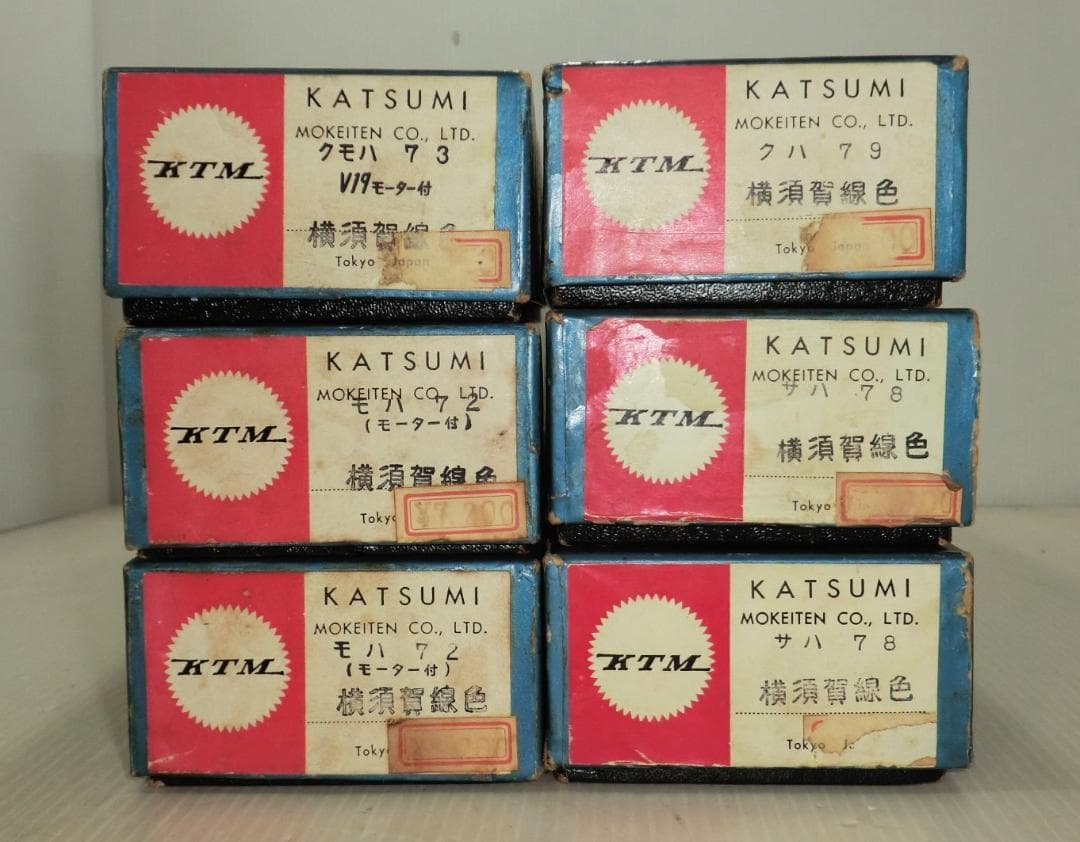 KATSUMI
MOKEITEN CO., LTD.
クモハ 73
V19モーター付
横須賀線色
Tokyo Japan
KTM
KATSUMI
MOKEITEN CO., LTD.
クハ 79
横須賀線色
Tokyo Japan
KTM
KATSUMI
MOKEITEN CO., LTD.
モハ 72
(モーター付)
横須賀線色
Tokyo
¥7,200
KTM
KATSUMI
MOKEITEN CO., LTD.
サハ 78
横須賀線色
Tokyo
KTM
KATSUMI
MOKEITEN CO., LTD.
モハ 72
(モーター付)
横須賀線色
Tokyo
KTM
KATSUMI
MOKEITEN CO., LTD.
サハ 78
横須賀線色
Tokyo Ja
KTM